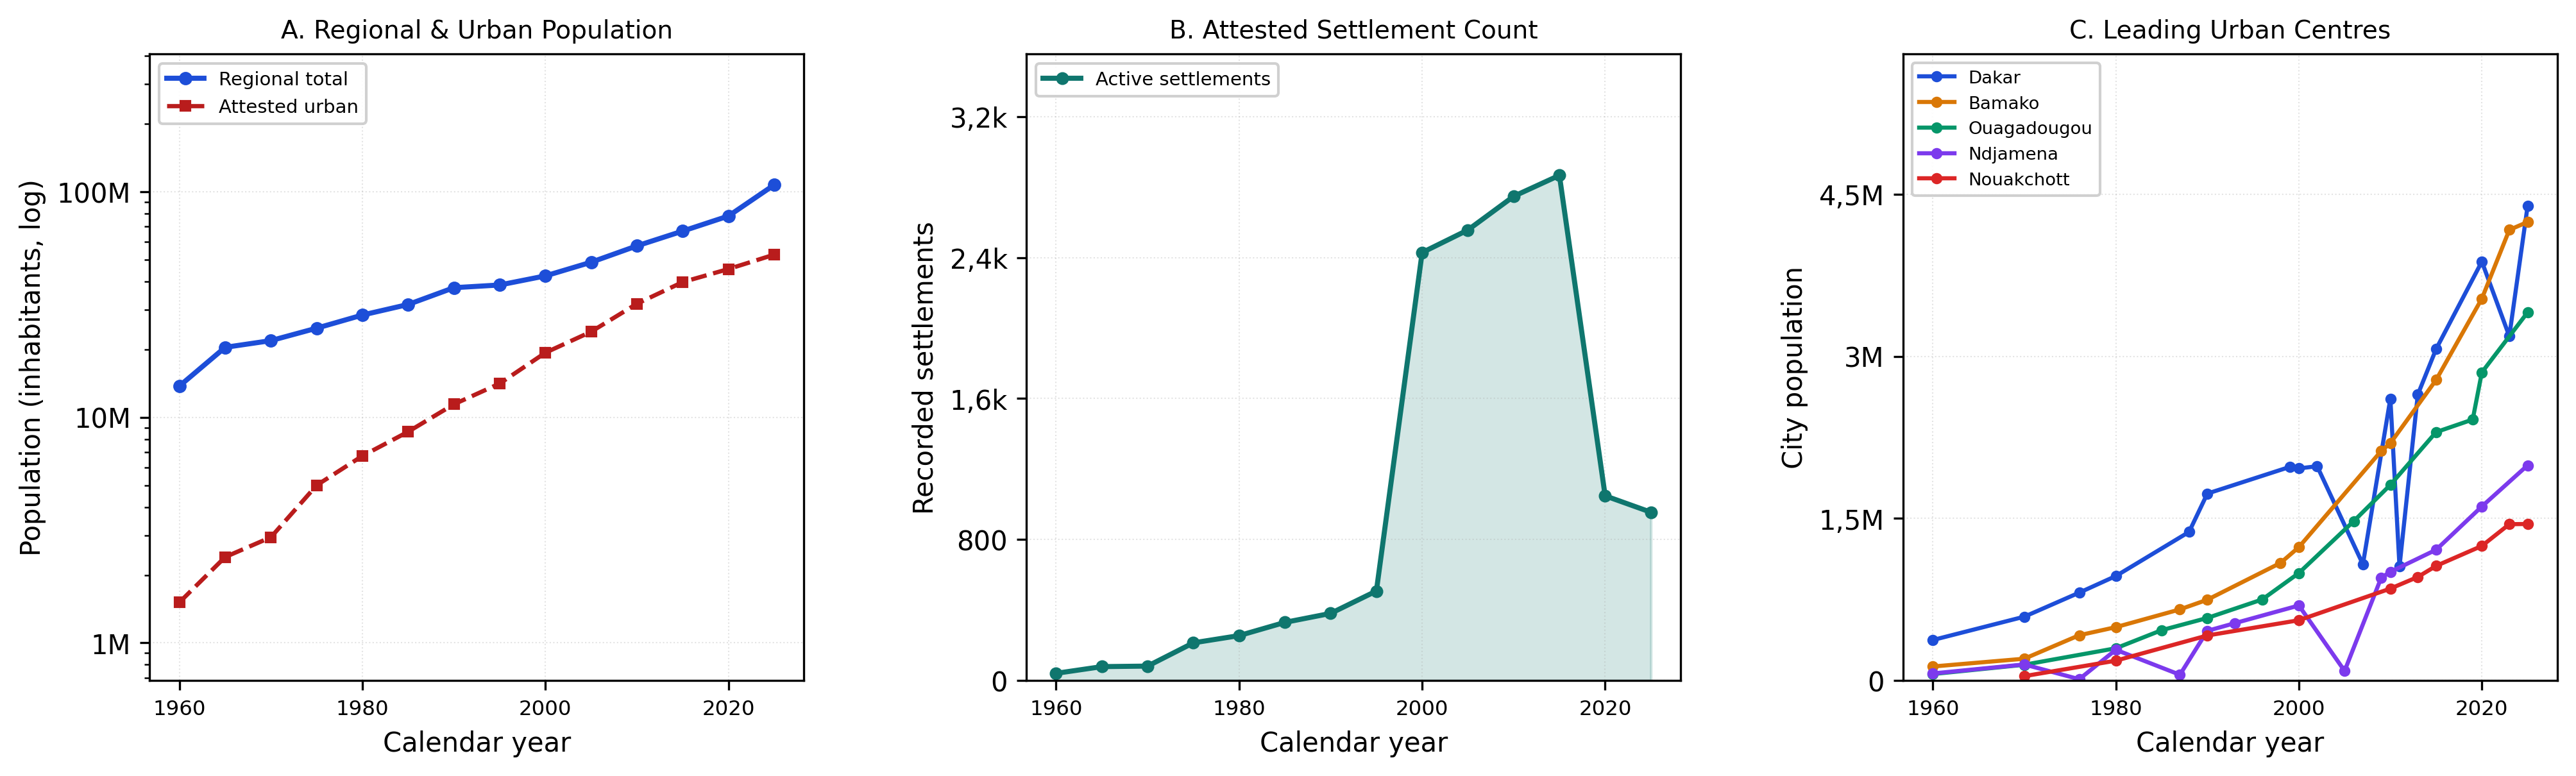 A. Regional & Urban Population
Regional total
Attested urban
Population (inhabitants, log)
100M
10M
1M
1960
1980
2000
2020
Calendar year
B. Attested Settlement Count
Active settlements
Recorded settlements
3,2k
2,4k
1,6k
800
0
1960
1980
2000
2020
Calendar year
C. Leading Urban Centres
Dakar
Bamako
Ouagadougou
Ndjamena
Nouakchott
City population
4,5M
3M
1,5M
0
1960
1980
2000
2020
Calendar year